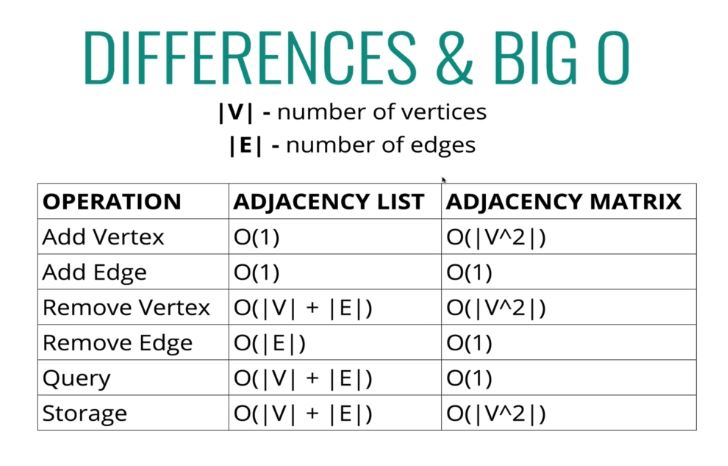 DIFFERENCES & BIG O
|V| - number of vertices
|E| - number of edges
OPERATION ADJACENCY LIST ADJACENCY MATRIX
Add Vertex O(1) O(|V^2|)
Add Edge O(1) O(1)
Remove Vertex O(|V| + |E|) O(|V^2|)
Remove Edge O(|E|) O(1)
Query O(|V| + |E|) O(1)
Storage O(|V| + |E|) O(|V^2|)